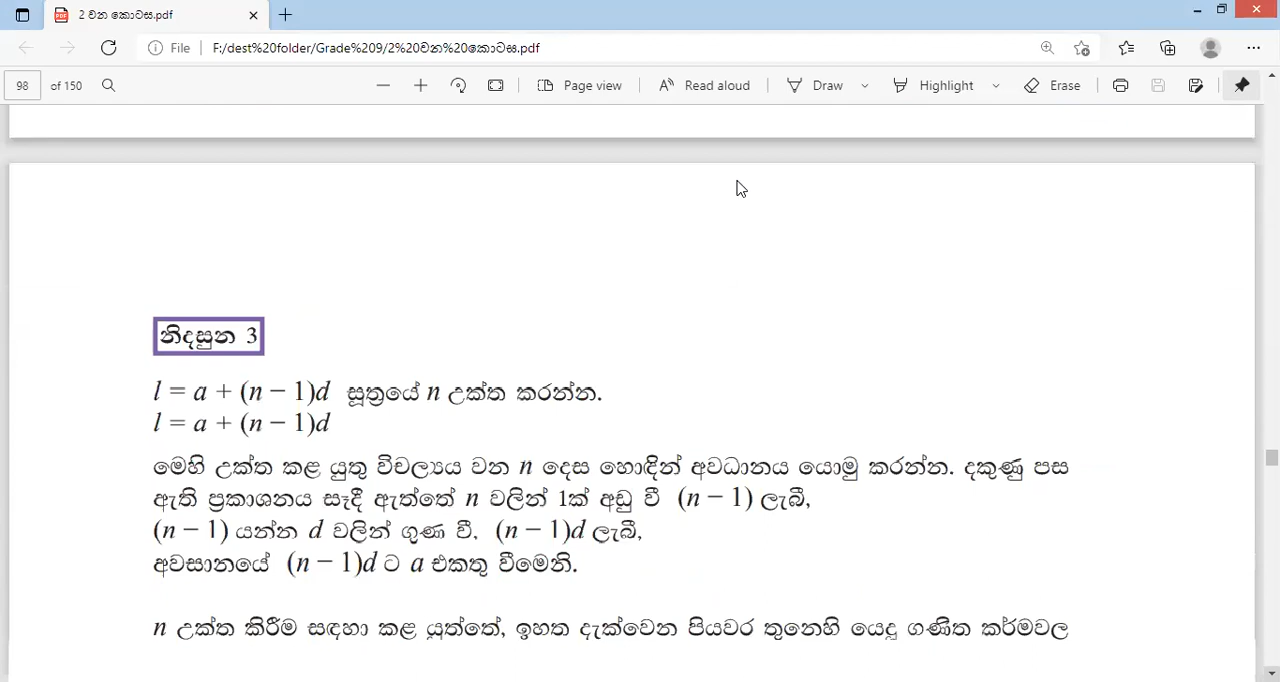 2 වන කොටස.pdf
File F:/dest%20folder/Grade%209/2%20වන%20කොටස.pdf
98 of 150 Page view Read aloud Draw Highlight Erase
නිදසුන 3
l = a + (n − 1)d සූත්‍රයේ n උක්ත කරන්න.
l = a + (n − 1)d
මෙහි උක්ත කළ යුතු විචල්‍යය වන n දෙස හොඳින් අවධානය යොමු කරන්න. දකුණු පස
ඇති ප්‍රකාශනය සෑදී ඇත්තේ n වලින් 1ක් අඩු වී (n − 1) ලැබී,
(n − 1) යන්න d වලින් ගුණ වී, (n − 1)d ලැබී,
අවසානයේ (n − 1)d ට a එකතු වීමෙනි.
n උක්ත කිරීම සඳහා කළ යුත්තේ, ඉහත දැක්වෙන පියවර තුනෙහි යෙදූ ගණිත කර්මවල